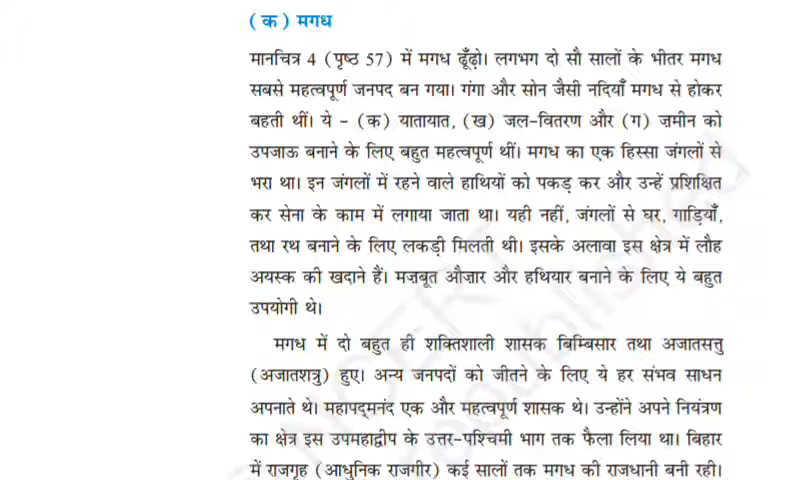 (क) मगध
मानचित्र 4 (पृष्ठ 57) में मगध ढूँढ़ो। लगभग दो सौ सालों के भीतर मगध
सबसे महत्वपूर्ण जनपद बन गया। गंगा और सोन जैसी नदियाँ मगध से होकर
बहती थीं। ये - (क) यातायात, (ख) जल-वितरण और (ग) ज़मीन को
उपजाऊ बनाने के लिए बहुत महत्वपूर्ण थीं। मगध का एक हिस्सा जंगलों से
भरा था। इन जंगलों में रहने वाले हाथियों को पकड़ कर और उन्हें प्रशिक्षित
कर सेना के काम में लगाया जाता था। यही नहीं, जंगलों से घर, गाड़ियाँ,
तथा रथ बनाने के लिए लकड़ी मिलती थी। इसके अलावा इस क्षेत्र में लौह
अयस्क की खदाने हैं। मज़बूत औज़ार और हथियार बनाने के लिए ये बहुत
उपयोगी थे।
मगध में दो बहुत ही शक्तिशाली शासक बिम्बिसार तथा अजातसत्तु
(अजातशत्रु) हुए। अन्य जनपदों को जीतने के लिए ये हर संभव साधन
अपनाते थे। महापद्मनंद एक और महत्वपूर्ण शासक थे। उन्होंने अपने नियंत्रण
का क्षेत्र इस उपमहाद्वीप के उत्तर-पश्चिमी भाग तक फैला लिया था। बिहार
में राजगृह (आधुनिक राजगीर) कई सालों तक मगध की राजधानी बनी रही।